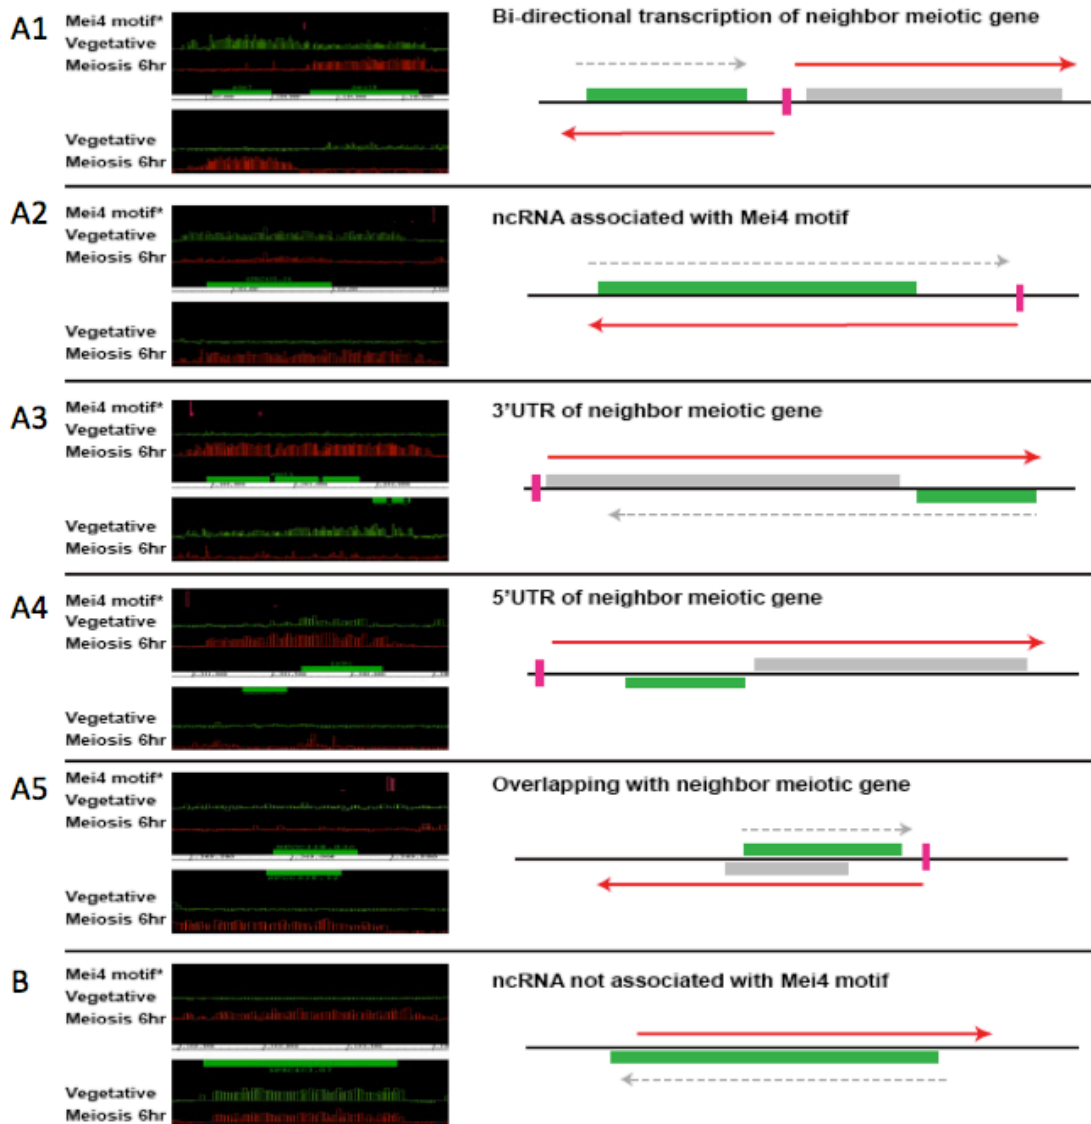 A1
Mei4 motif*
Vegetative
Meiosis 6hr
Vegetative
Meiosis 6hr
Bi-directional transcription of neighbor meiotic gene
A2
Mei4 motif*
Vegetative
Meiosis 6hr
Vegetative
Meiosis 6hr
ncRNA associated with Mei4 motif
A3
Mei4 motif*
Vegetative
Meiosis 6hr
Vegetative
Meiosis 6hr
3'UTR of neighbor meiotic gene
A4
Mei4 motif*
Vegetative
Meiosis 6hr
Vegetative
Meiosis 6hr
5'UTR of neighbor meiotic gene
A5
Mei4 motif*
Vegetative
Meiosis 6hr
Vegetative
Meiosis 6hr
Overlapping with neighbor meiotic gene
B
Mei4 motif*
Vegetative
Meiosis 6hr
Vegetative
Meiosis 6hr
ncRNA not associated with Mei4 motif